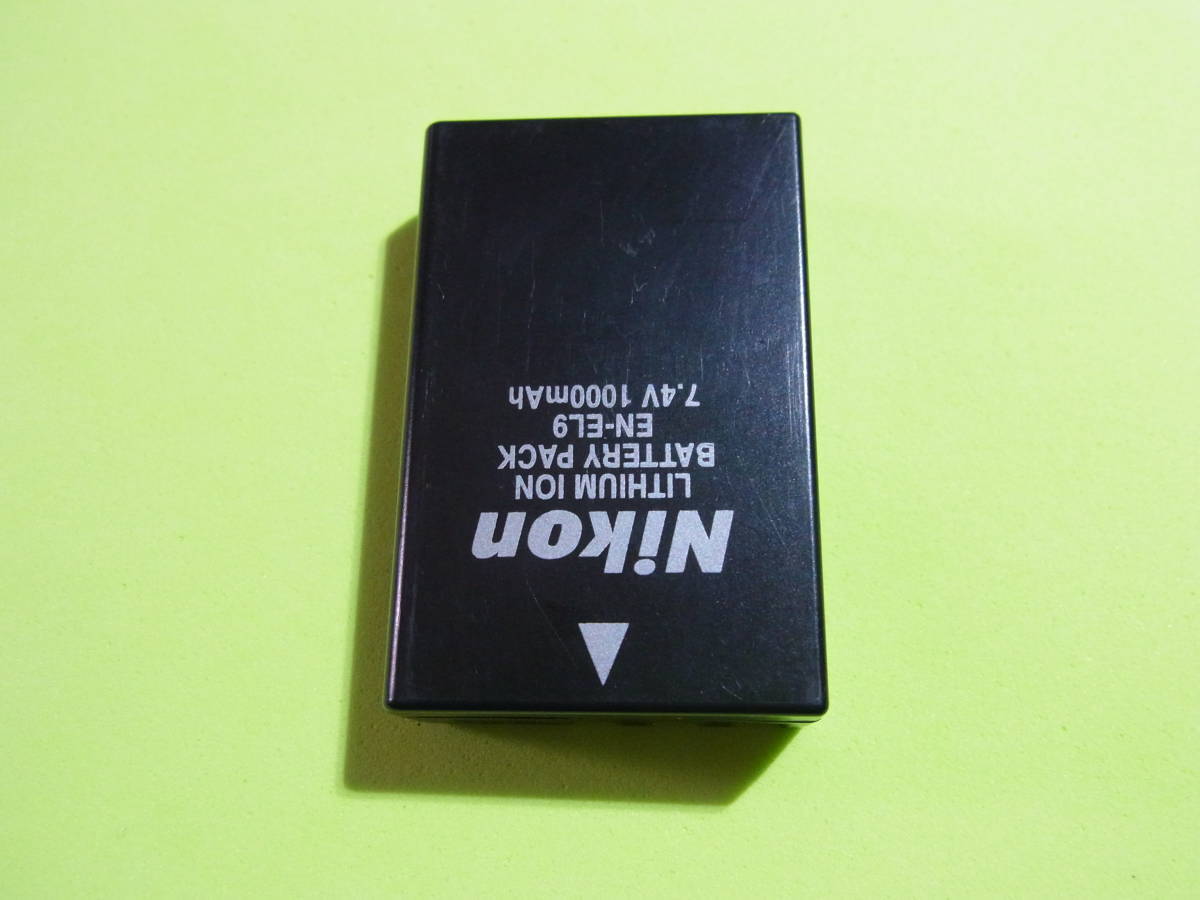 Nikon
LITHIUM ION
BATTERY PACK
EN-EL9
7.4V 1000mAh